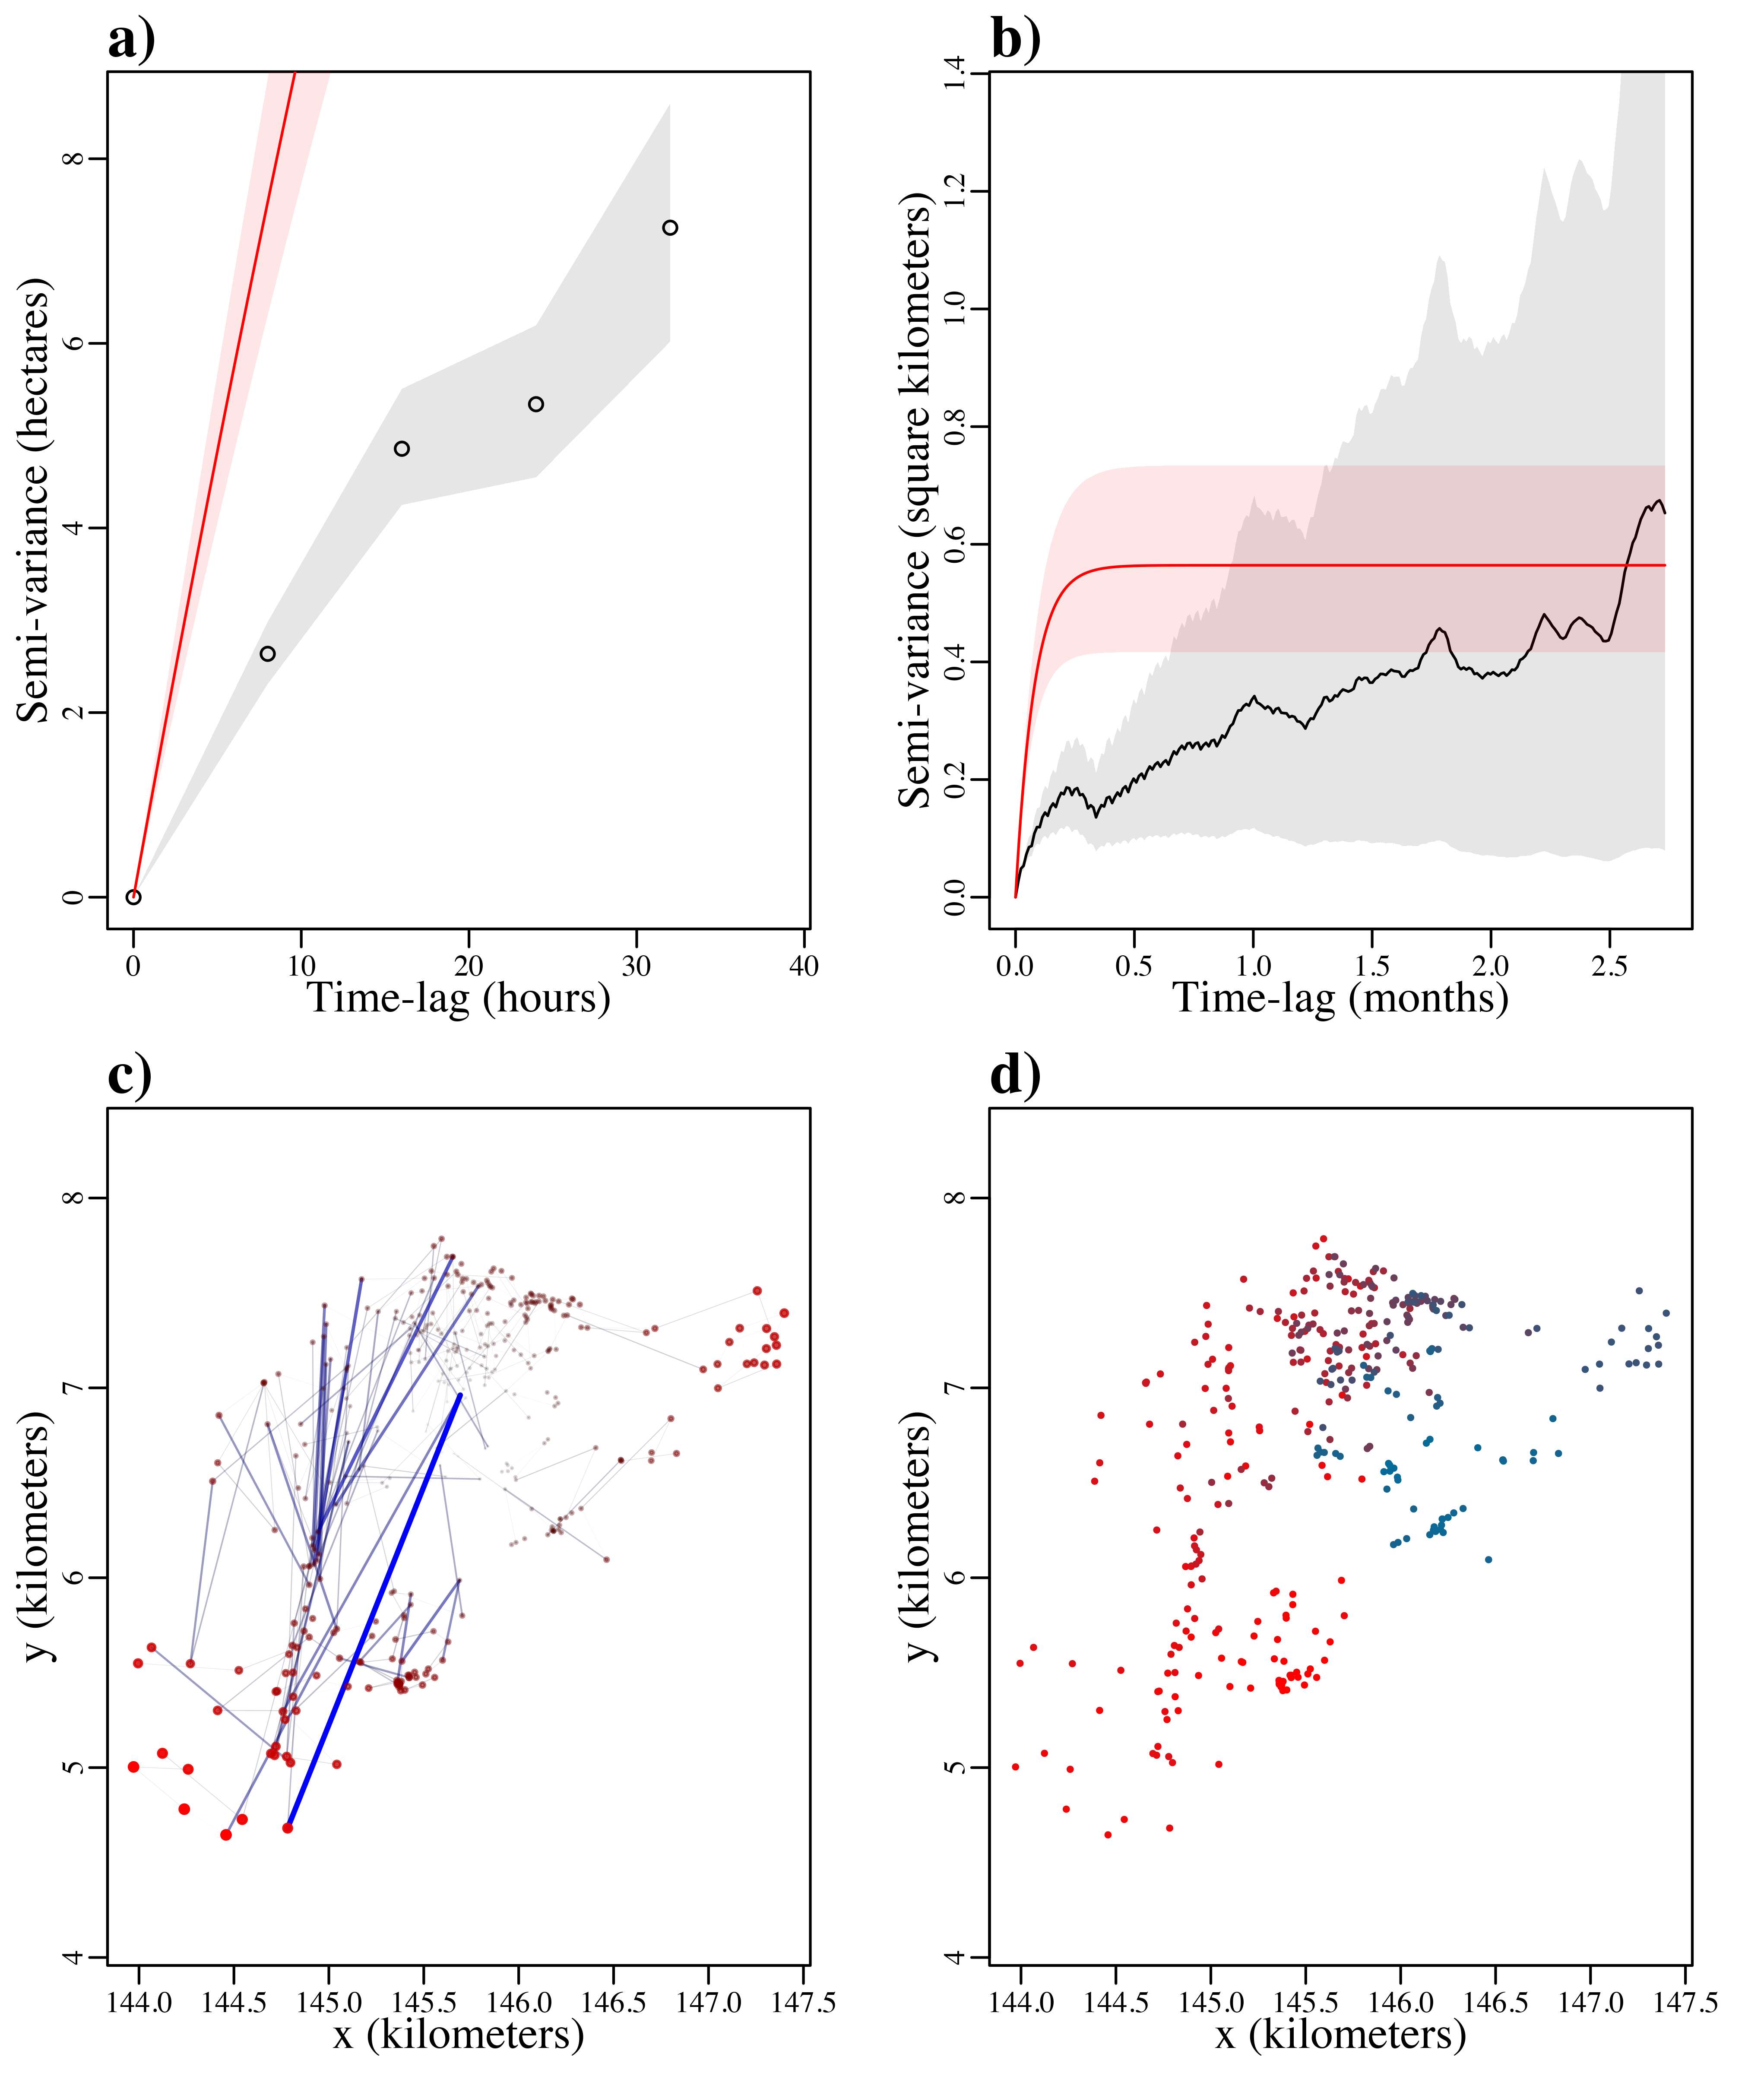 a)
Semi-variance (hectares)
8
6
4
2
0
0 10 20 30 40
Time-lag (hours)
b)
Semi-variance (square kilometers)
1.4
1.2
1.0
0.8
0.6
0.4
0.2
0.0
0.0 0.5 1.0 1.5 2.0 2.5
Time-lag (months)
c)
y (kilometers)
8
7
6
5
4
144.0 144.5 145.0 145.5 146.0 146.5 147.0 147.5
x (kilometers)
d)
y (kilometers)
8
7
6
5
4
144.0 144.5 145.0 145.5 146.0 146.5 147.0 147.5
x (kilometers)